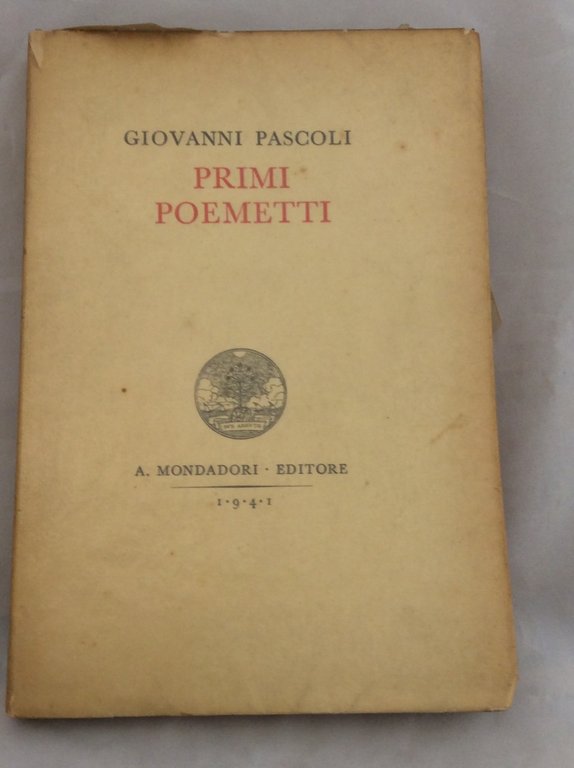 GIOVANNI PASCOLI
PRIMI
POEMETTI
A. MONDADORI · EDITORE
1·9·4·1